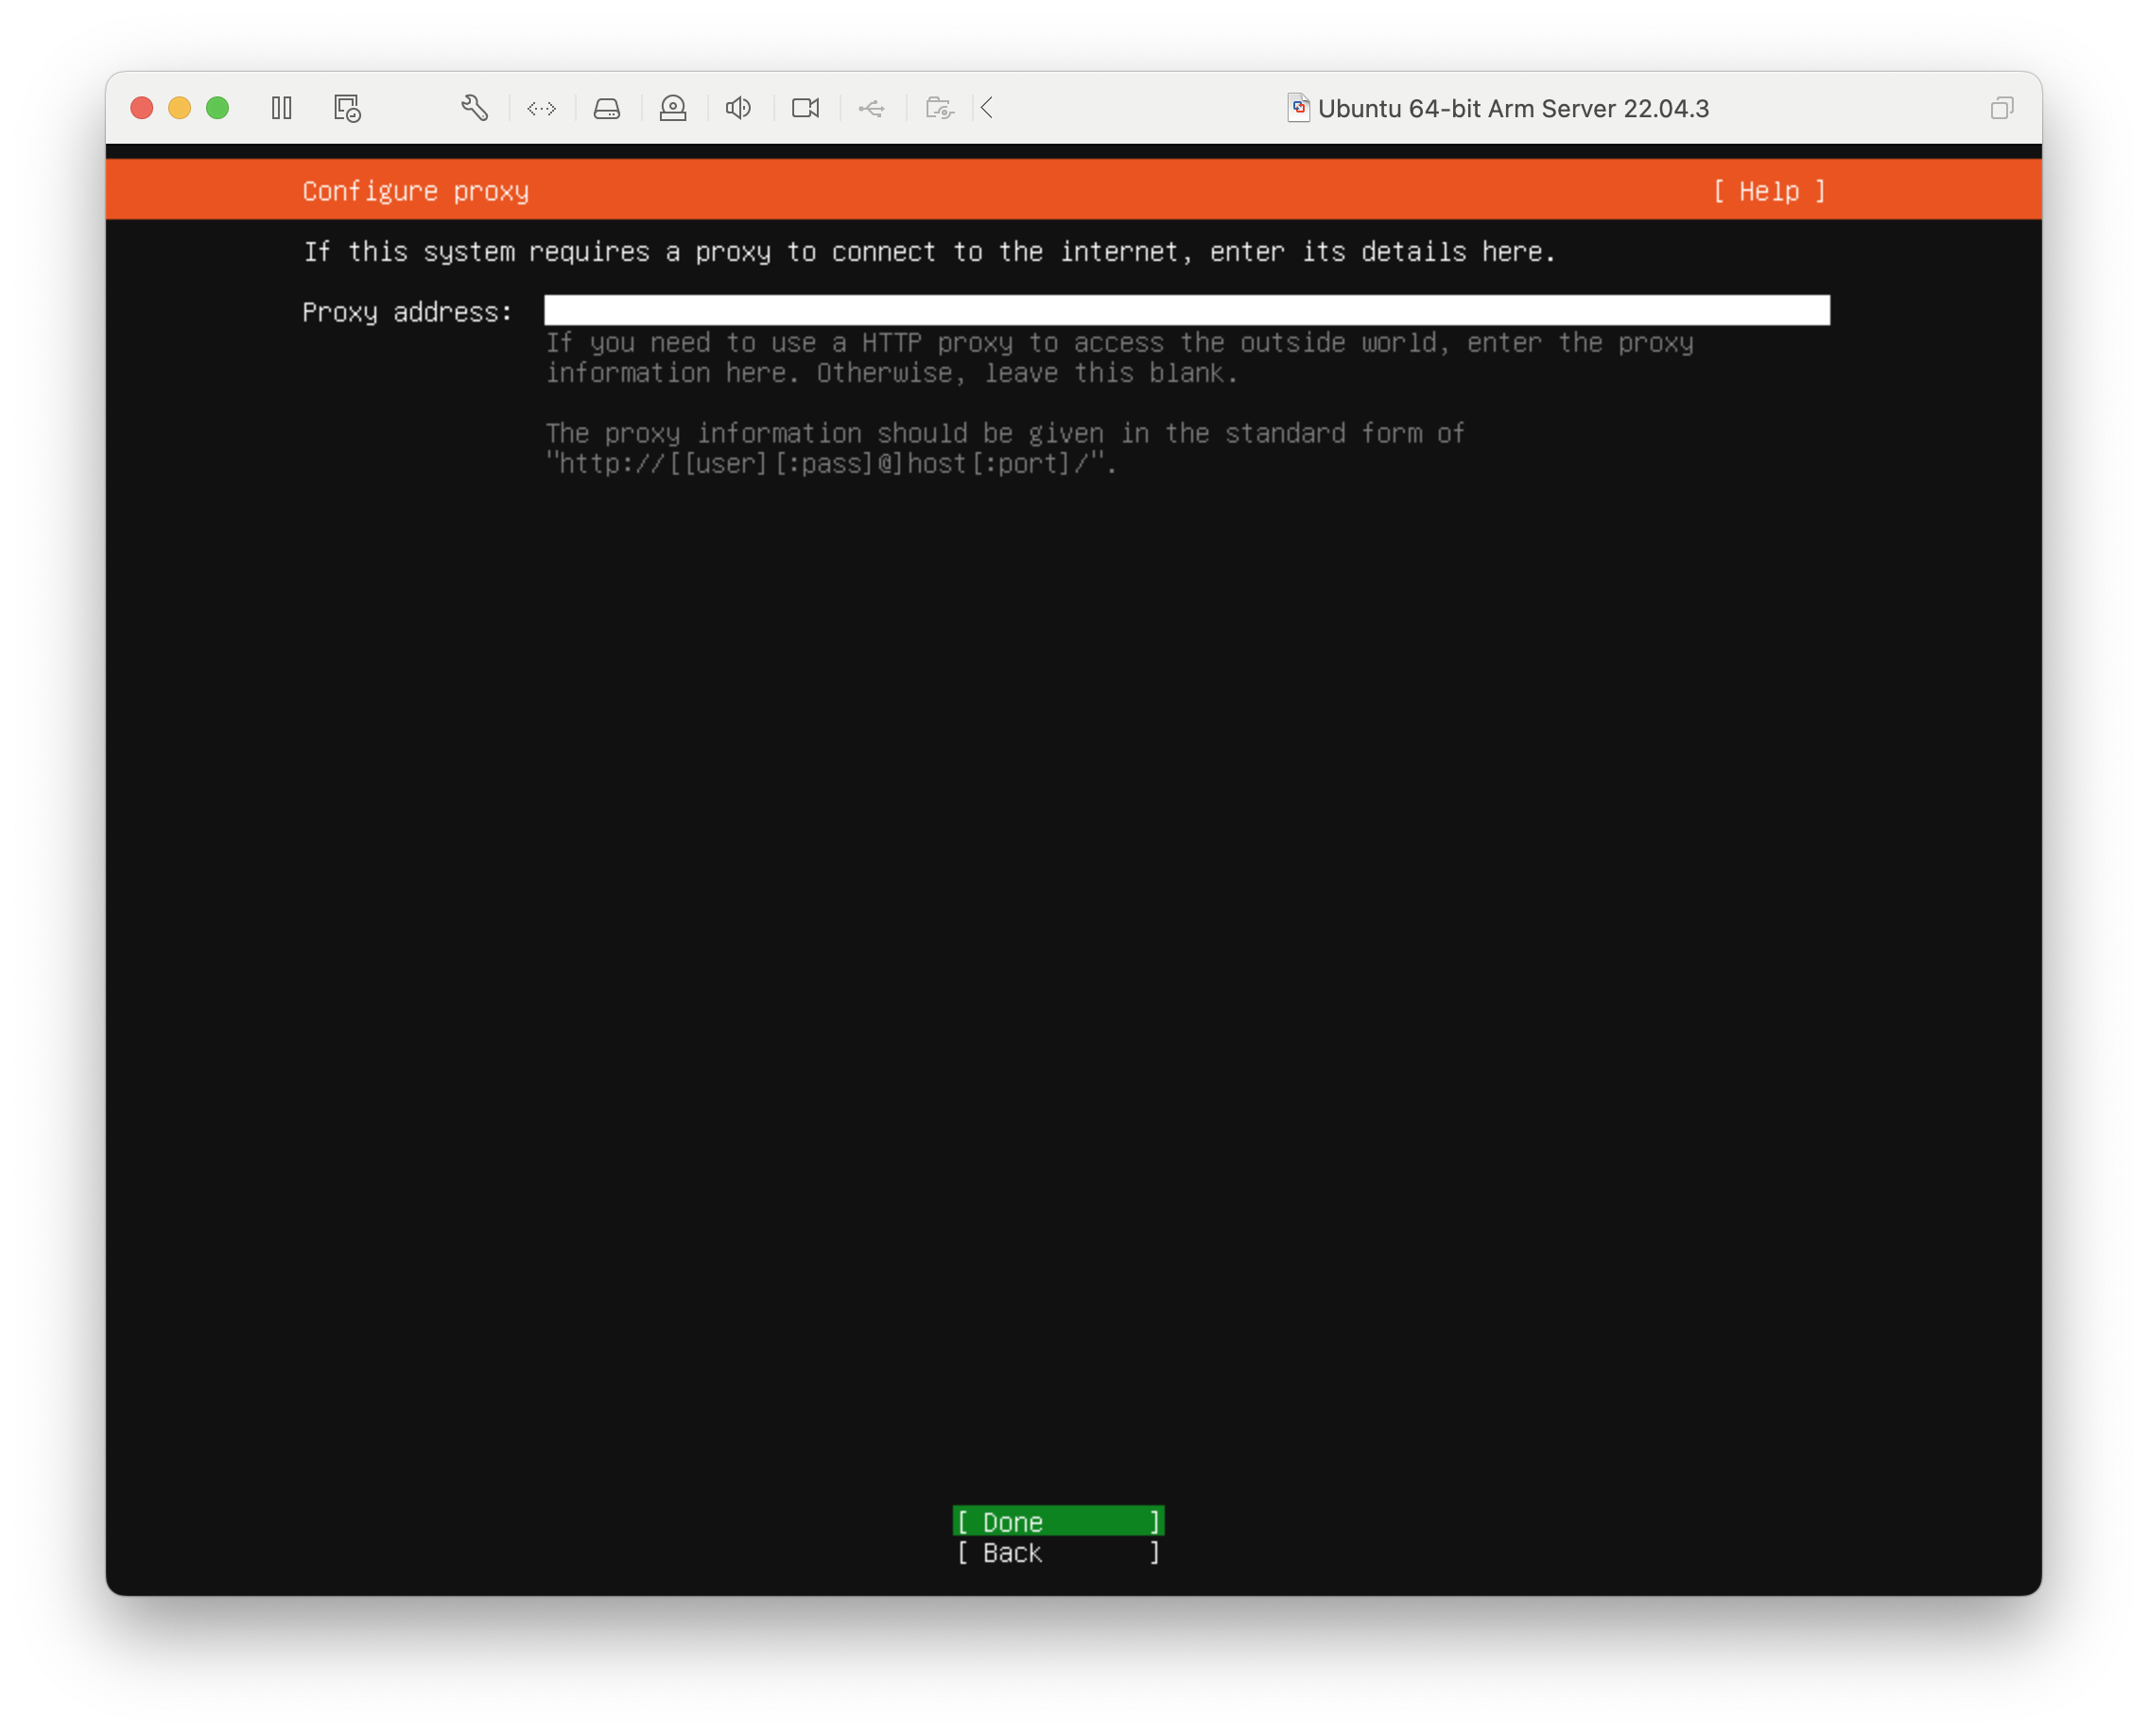 Ubuntu 64-bit Arm Server 22.04.3
Configure proxy [ Help ]
If this system requires a proxy to connect to the internet, enter its details here.
Proxy address:
If you need to use a HTTP proxy to access the outside world, enter the proxy
information here. Otherwise, leave this blank.
The proxy information should be given in the standard form of
"http://[[user][:pass]@]host[:port]/".
[ Done ]
[ Back ]